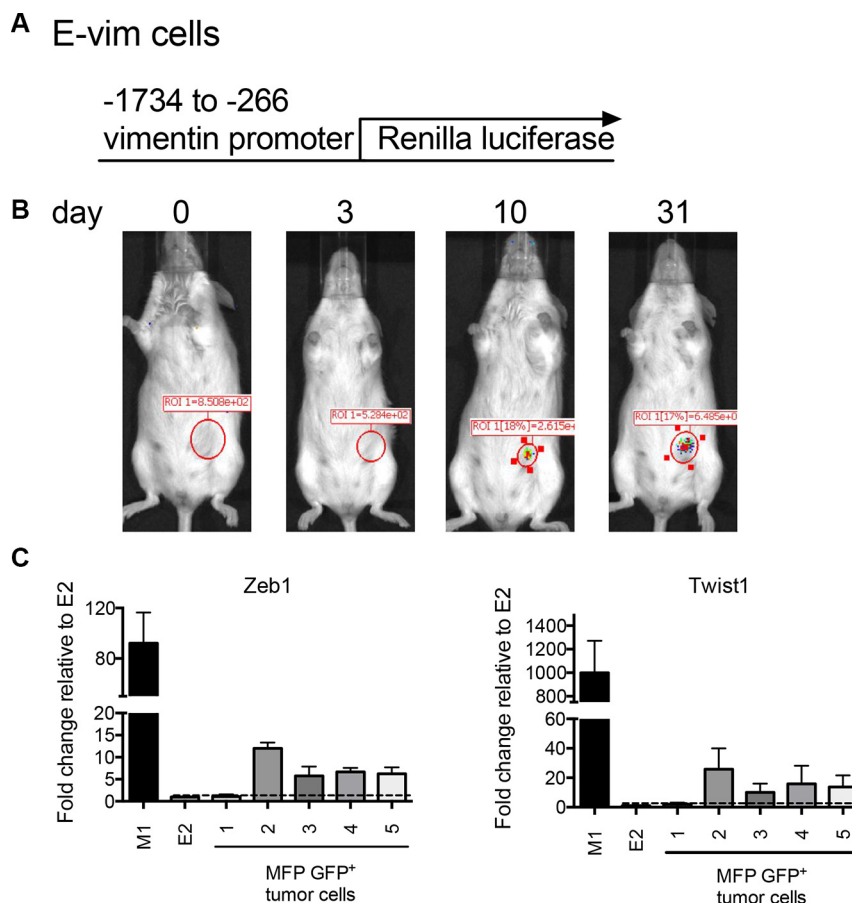 A E-vim cells
-1734 to -266
vimentin promoter
Renilla luciferase
B day 0 3 10 31
ROI 1=8.508e+02
ROI 1=5.284e+02
ROI 1[18%]=2.615e+
ROI 1[17%]=6.485e+0
C
Zeb1
Fold change relative to E2
120
80
20
15
10
5
0
M1
E2
1
2
3
4
5
MFP GFP+
tumor cells
Twist1
Fold change relative to E2
1400
1200
1000
800
60
40
20
0
M1
E2
1
2
3
4
5
MFP GFP+
tumor cells